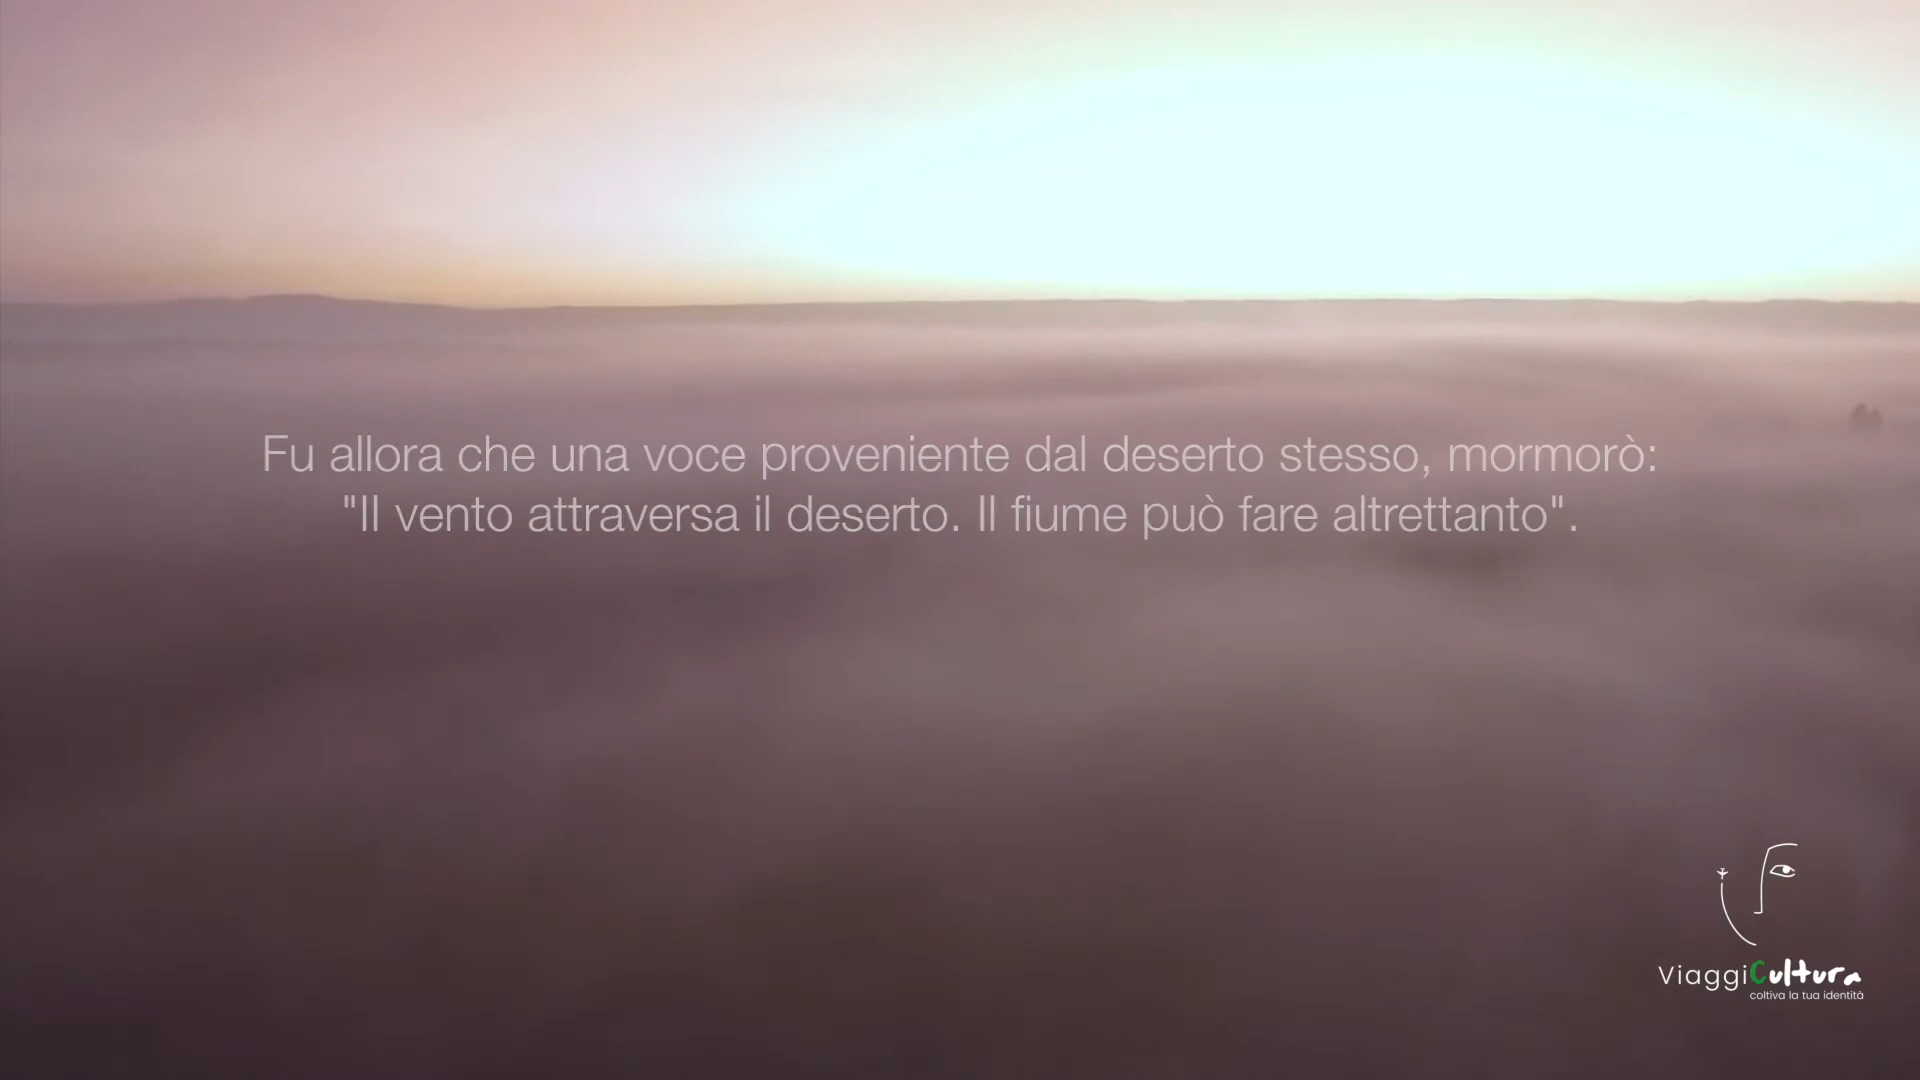 Fu allora che una voce proveniente dal deserto stesso, mormorò:
"Il vento attraversa il deserto. Il fiume può fare altrettanto".
ViaggiCultura
coltiva la tua identità